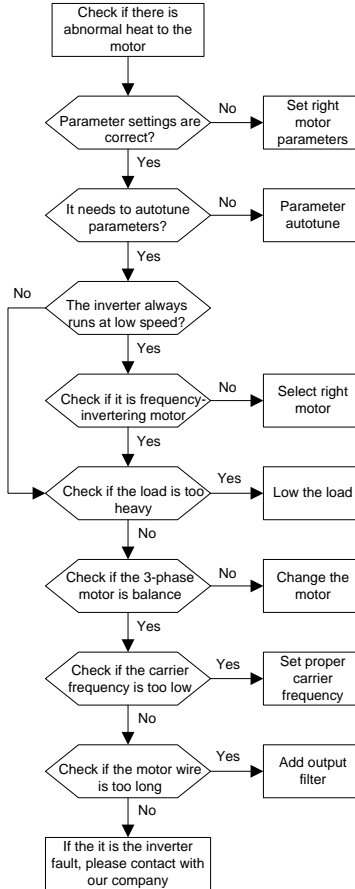 Check if there is
abnormal heat to the
motor
Parameter settings are
correct?
No
Set right
motor
parameters
Yes
It needs to autotune
parameters?
No
Parameter
autotune
Yes
No
The inverter always
runs at low speed?
Yes
Check if it is frequency-
invertering motor
No
Select right
motor
Yes
Check if the load is too
heavy
Yes
Low the load
No
Check if the 3-phase
motor is balance
No
Change the
motor
Yes
Check if the carrier
frequency is too low
Yes
Set proper
carrier
frequency
No
Check if the motor wire
is too long
Yes
Add output
filter
No
If the it is the inverter
fault, please contact with
our company